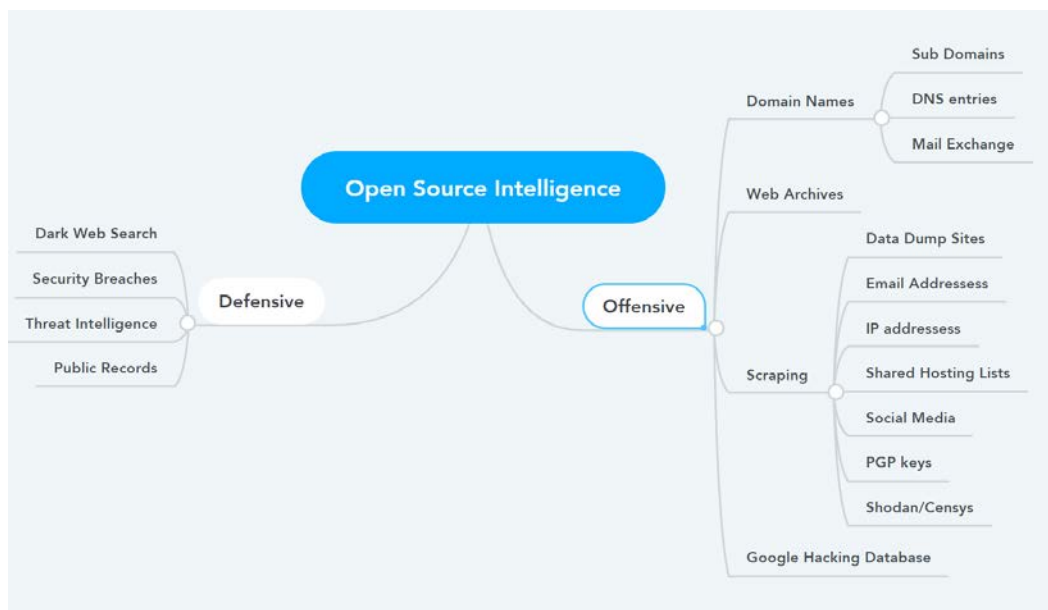 Open Source Intelligence
Defensive
Dark Web Search
Security Breaches
Threat Intelligence
Public Records
Offensive
Domain Names
Sub Domains
DNS entries
Mail Exchange
Web Archives
Scraping
Data Dump Sites
Email Addressess
IP addressess
Shared Hosting Lists
Social Media
PGP keys
Shodan/Censys
Google Hacking Database